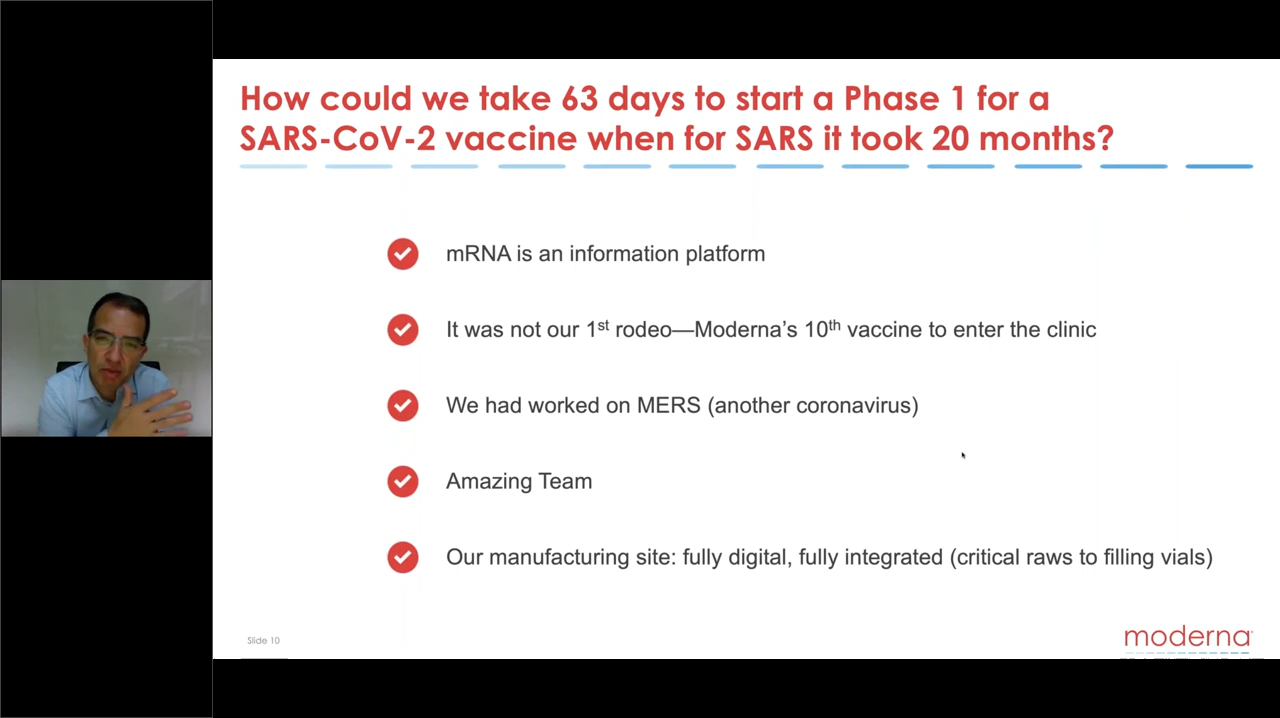 How could we take 63 days to start a Phase 1 for a
SARS-CoV-2 vaccine when for SARS it took 20 months?
mRNA is an information platform
It was not our 1st rodeo—Moderna’s 10th vaccine to enter the clinic
We had worked on MERS (another coronavirus)
Amazing Team
Our manufacturing site: fully digital, fully integrated (critical raws to filling vials)
Slide 10
moderna